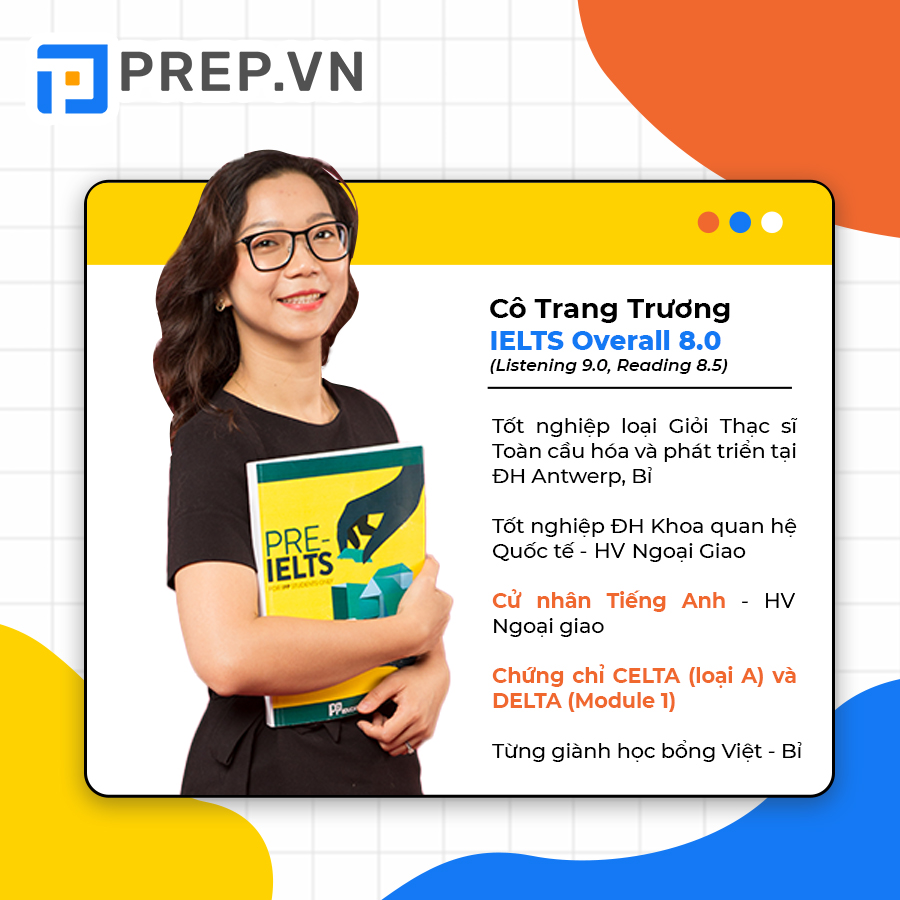 PREP.VN
Cô Trang Trương
IELTS Overall 8.0
(Listening 9.0, Reading 8.5)
Tốt nghiệp loại Giỏi Thạc sĩ
Toàn cầu hóa và phát triển tại
ĐH Antwerp, Bỉ
Tốt nghiệp ĐH Khoa quan hệ
Quốc tế - HV Ngoại Giao
Cử nhân Tiếng Anh - HV
Ngoại giao
Chứng chỉ CELTA (loại A) và
DELTA (Module 1)
Từng giành học bổng Việt - Bỉ
PRE-
IELTS